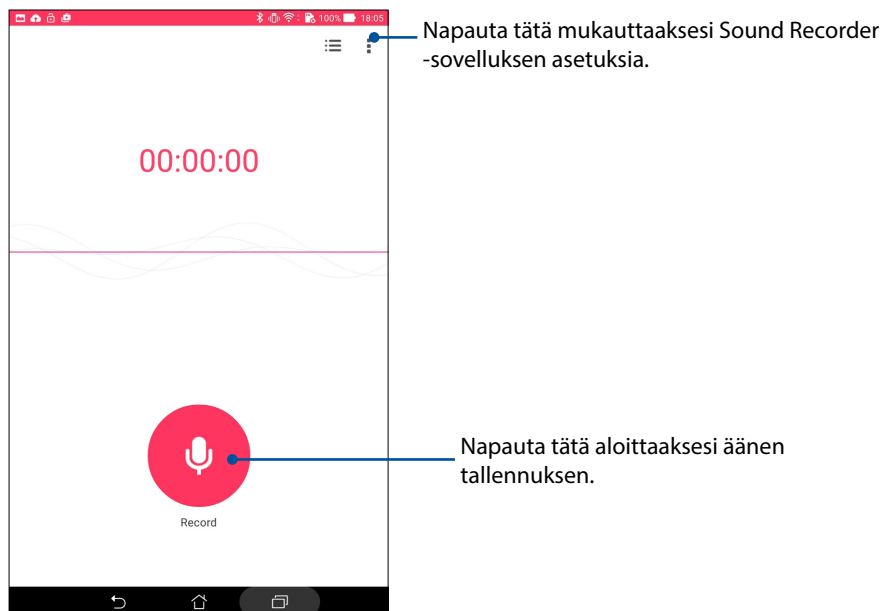 100% 18:05
Napauta tätä mukauttaaksesi Sound Recorder
-sovelluksen asetuksia.
00:00:00
Napauta tätä aloittaaksesi äänen
tallennuksen.
Record